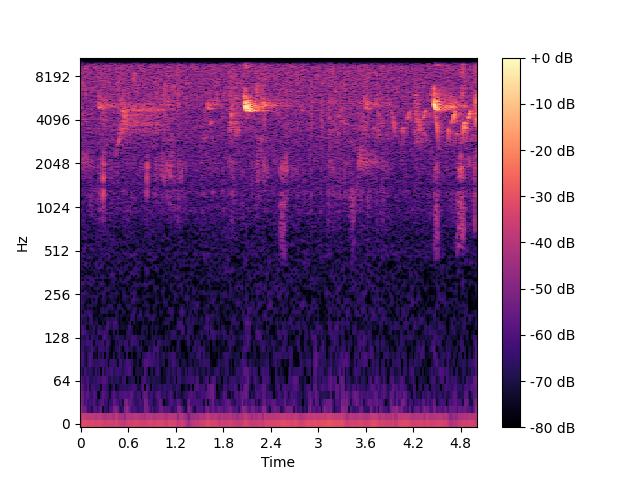 Hz
8192
4096
2048
1024
512
256
128
64
0
0 0.6 1.2 1.8 2.4 3 3.6 4.2 4.8
Time
+0 dB
-10 dB
-20 dB
-30 dB
-40 dB
-50 dB
-60 dB
-70 dB
-80 dB